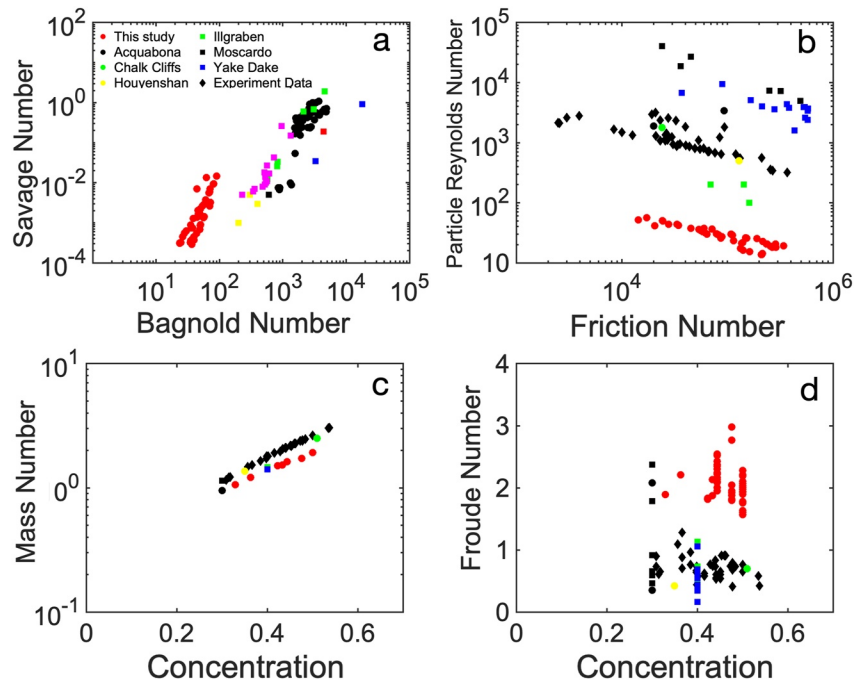 a
This study
Acquabona
Chalk Cliffs
Houyenshan
Illgraben
Moscardo
Yake Dake
Experiment Data
10^2
10^0
10^-2
10^-4
Savage Number
10^1
10^2
10^3
10^4
10^5
Bagnold Number
b
10^5
10^4
10^3
10^2
10
Particle Reynolds Number
10^4
10^6
Friction Number
c
10^1
10^0
10^-1
Mass Number
0
0.2
0.4
0.6
Concentration
d
4
3
2
1
0
Froude Number
0
0.2
0.4
0.6
Concentration